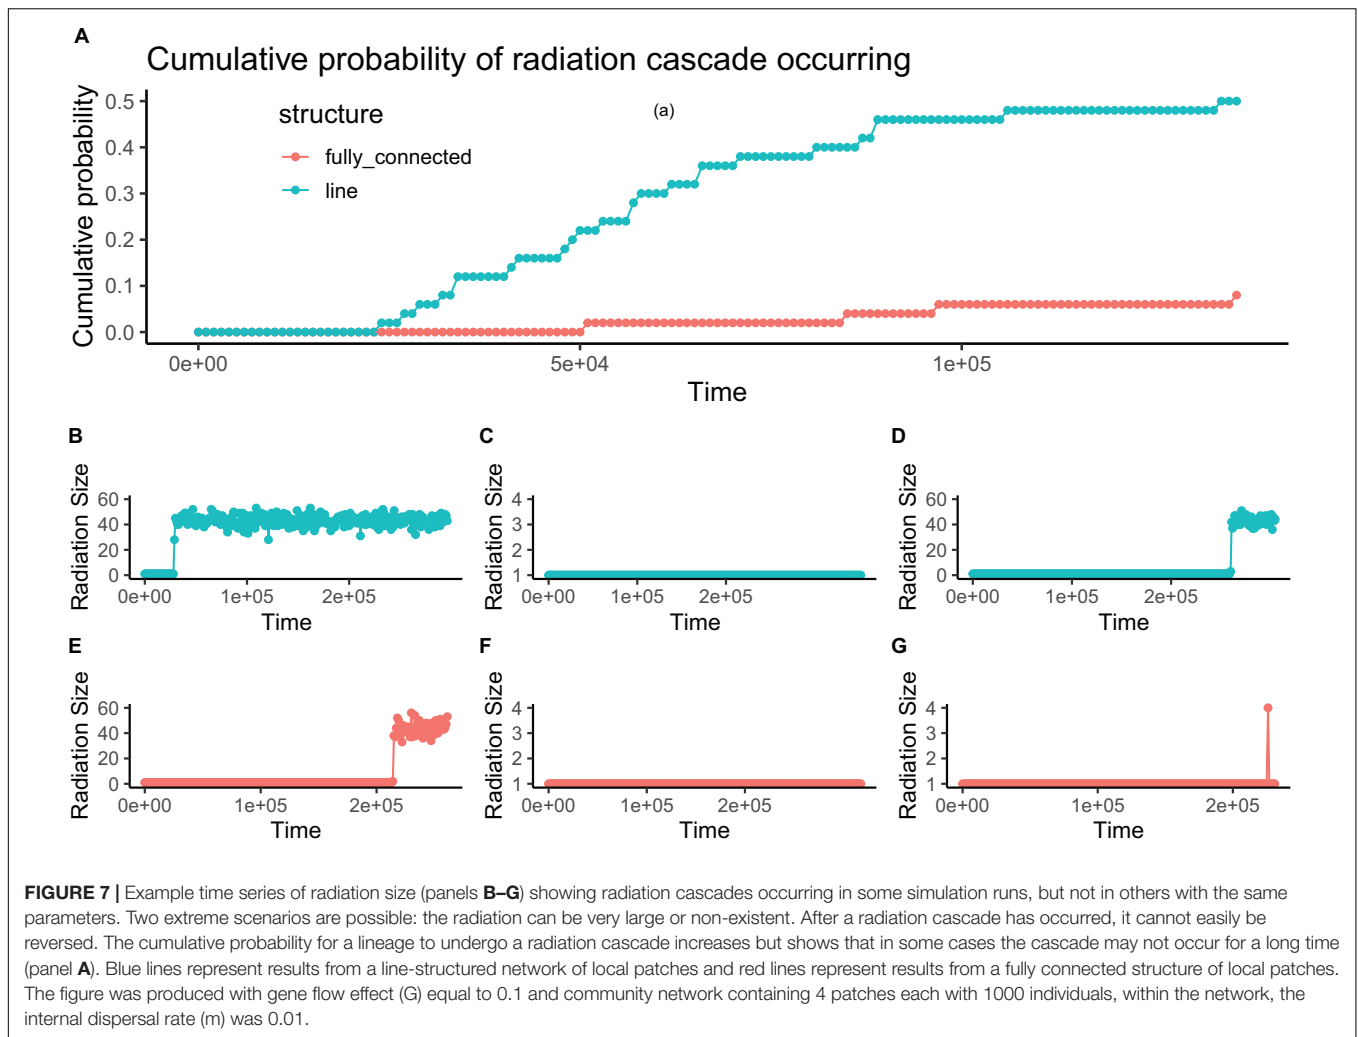 A
Cumulative probability of radiation cascade occurring
Cumulative probability
0.5
0.4
0.3
0.2
0.1
0.0
structure
fully_connected
line
(a)
0e+00 5e+04 1e+05
Time
B
Radiation Size
60
40
20
0
0e+00 1e+05 2e+05
Time
C
Radiation Size
4
3
2
1
0e+00 1e+05 2e+05
Time
D
Radiation Size
60
40
20
0
0e+00 1e+05 2e+05
Time
E
Radiation Size
60
40
20
0
0e+00 1e+05 2e+05
Time
F
Radiation Size
4
3
2
1
0e+00 1e+05 2e+05
Time
G
Radiation Size
4
3
2
1
0e+00 1e+05 2e+05
Time
FIGURE 7 | Example time series of radiation size (panels B–G) showing radiation cascades occurring in some simulation runs, but not in others with the same
parameters. Two extreme scenarios are possible: the radiation can be very large or non-existent. After a radiation cascade has occurred, it cannot easily be
reversed. The cumulative probability for a lineage to undergo a radiation cascade increases but shows that in some cases the cascade may not occur for a long time
(panel A). Blue lines represent results from a line-structured network of local patches and red lines represent results from a fully connected structure of local patches.
The figure was produced with gene flow effect (G) equal to 0.1 and community network containing 4 patches each with 1000 individuals, within the network, the
internal dispersal rate (m) was 0.01.